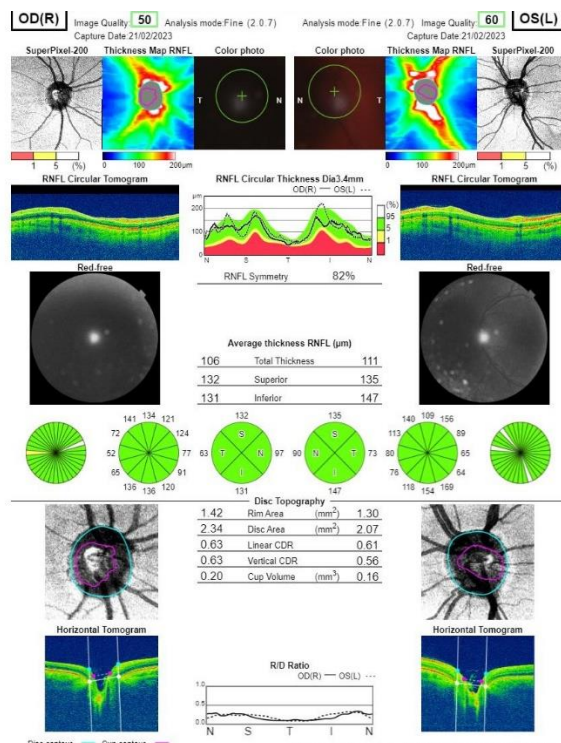 OD(R) Image Quality: 50 Analysis mode:Fine (2.0.7) Analysis mode:Fine (2.0.7) Image Quality: 60 OS(L)
Capture Date:21/02/2023 Capture Date:21/02/2023
SuperPixel-200 Thickness Map RNFL Color photo Color photo Thickness Map RNFL SuperPixel-200
T N T N
1 5 (%) 0 100 200μm 0 100 200μm 1 5 (%)
RNFL Circular Tomogram RNFL Circular Thickness Dia3.4mm RNFL Circular Tomogram
OD(R) OS(L)
μm
200
100
0
N S T I N
(%)
95
5
1
RNFL Symmetry 82%
Red-free Red-free
Average thickness RNFL (μm)
106 Total Thickness 111
132 Superior 135
131 Inferior 147
141 134 121 132 135 140 109 156
72 124 S S 113 89
52 77 63 T N 97 90 N T 73 80 65
65 91 I I 76 64
136 136 120 131 147 118 154 169
Disc Topography
1.42 Rim Area (mm²) 1.30
2.34 Disc Area (mm²) 2.07
0.63 Linear CDR 0.61
0.63 Vertical CDR 0.56
0.20 Cup Volume (mm³) 0.16
Horizontal Tomogram Horizontal Tomogram
R/D Ratio
OD(R) OS(L)
1.0
0.5
0.0
N S T I N